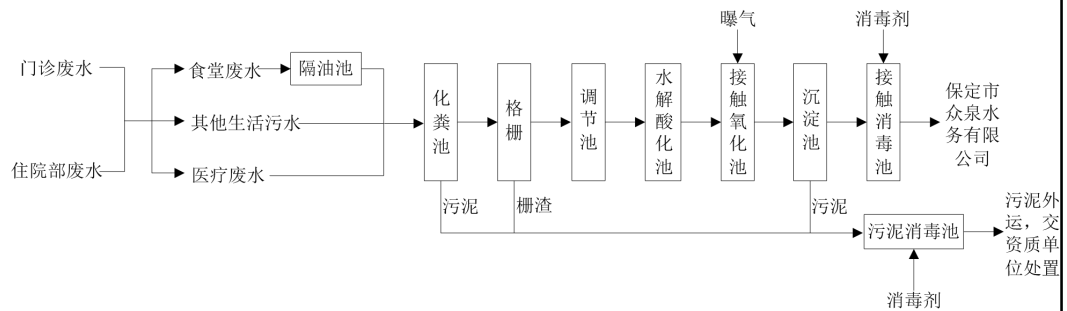 曝气
消毒剂
门诊废水
食堂废水
隔油池
其他生活污水
住院部废水
医疗废水
化粪池
格栅
调节池
水解酸化池
接触氧化池
沉淀池
接触消毒池
保定市
众泉水
务有限
公司
污泥
栅渣
污泥
污泥消毒池
污泥外
运，交
资质单
位处置
消毒剂